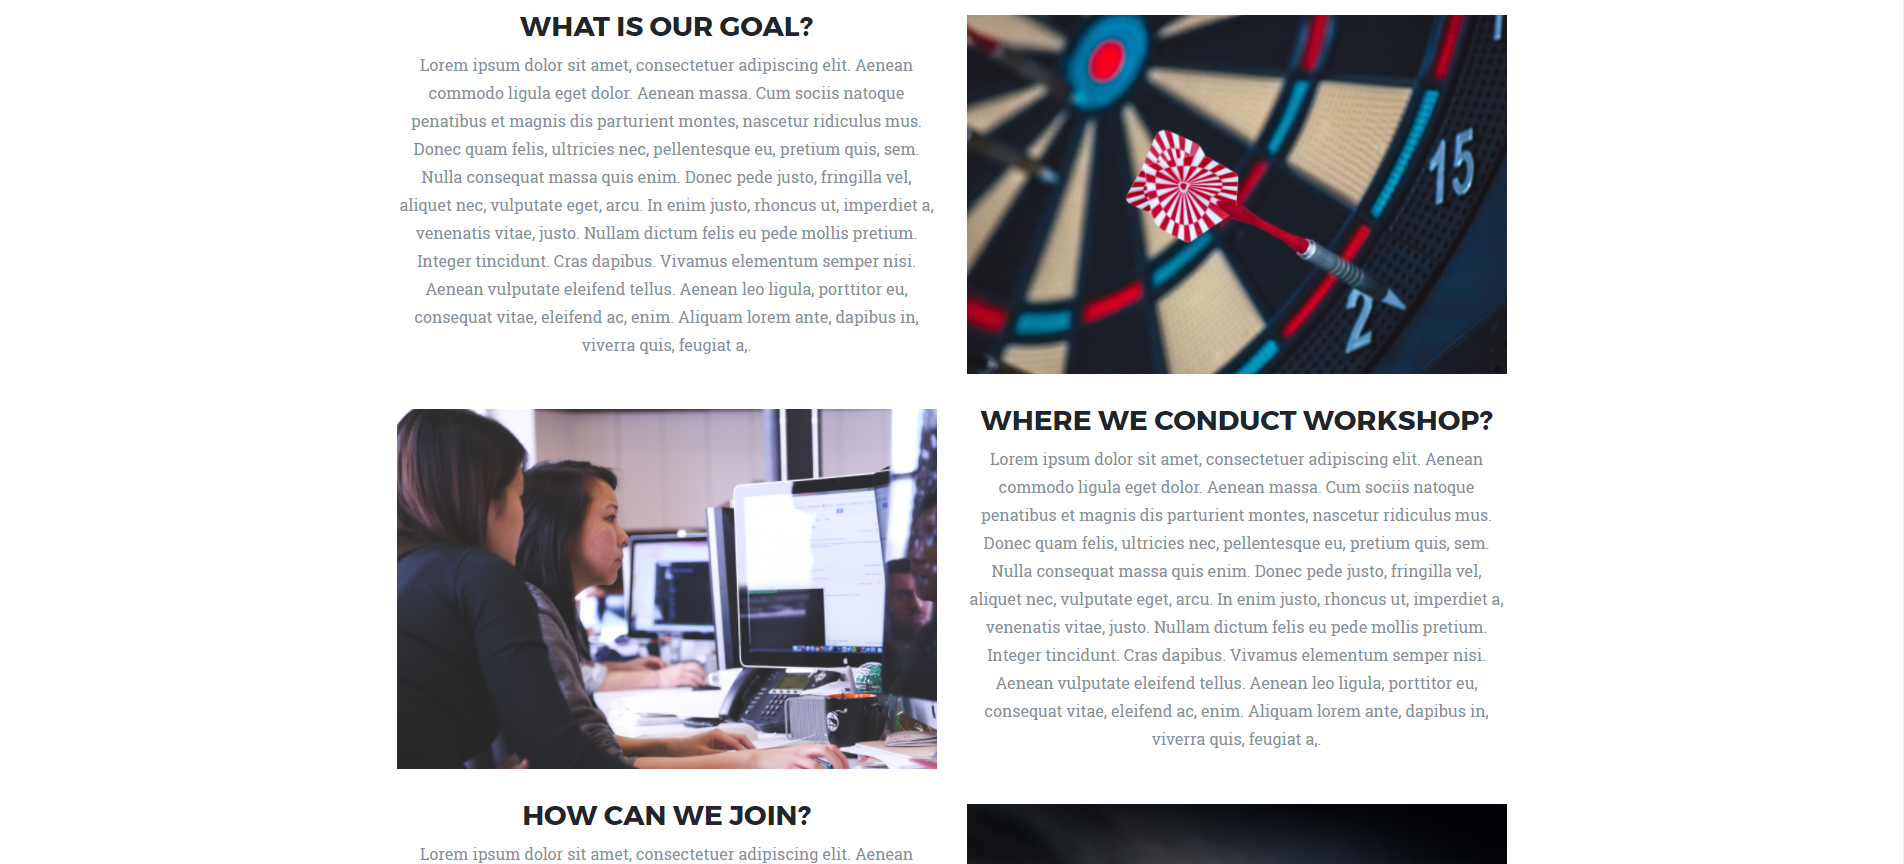 WHAT IS OUR GOAL?
Lorem ipsum dolor sit amet, consectetuer adipiscing elit. Aenean
commodo ligula eget dolor. Aenean massa. Cum sociis natoque
penatibus et magnis dis parturient montes, nascetur ridiculus mus.
Donec quam felis, ultricies nec, pellentesque eu, pretium quis, sem.
Nulla consequat massa quis enim. Donec pede justo, fringilla vel,
aliquet nec, vulputate eget, arcu. In enim justo, rhoncus ut, imperdiet a,
venenatis vitae, justo. Nullam dictum felis eu pede mollis pretium.
Integer tincidunt. Cras dapibus. Vivamus elementum semper nisi.
Aenean vulputate eleifend tellus. Aenean leo ligula, porttitor eu,
consequat vitae, eleifend ac, enim. Aliquam lorem ante, dapibus in,
viverra quis, feugiat a,.
15
2
WHERE WE CONDUCT WORKSHOP?
Lorem ipsum dolor sit amet, consectetuer adipiscing elit. Aenean
commodo ligula eget dolor. Aenean massa. Cum sociis natoque
penatibus et magnis dis parturient montes, nascetur ridiculus mus.
Donec quam felis, ultricies nec, pellentesque eu, pretium quis, sem.
Nulla consequat massa quis enim. Donec pede justo, fringilla vel,
aliquet nec, vulputate eget, arcu. In enim justo, rhoncus ut, imperdiet a,
venenatis vitae, justo. Nullam dictum felis eu pede mollis pretium.
Integer tincidunt. Cras dapibus. Vivamus elementum semper nisi.
Aenean vulputate eleifend tellus. Aenean leo ligula, porttitor eu,
consequat vitae, eleifend ac, enim. Aliquam lorem ante, dapibus in,
viverra quis, feugiat a,.
HOW CAN WE JOIN?
Lorem ipsum dolor sit amet, consectetuer adipiscing elit. Aenean